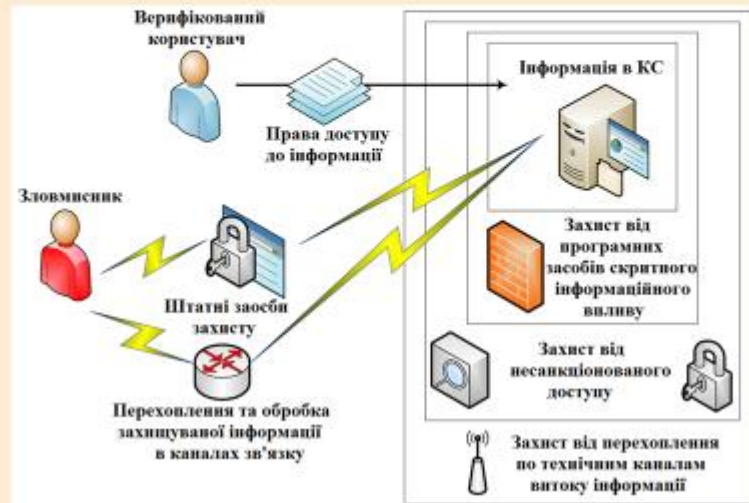 Верифікований
користувач
Інформація в КС
Права доступу
до інформації
Зловмисник
Штатні заосби
захисту
Захист від
програмних
засобів скритного
інформаційного
впливу
Захист від
несанкціонованого
доступу
Перехоплення та обробка
захищуваної інформації
в каналах зв'язку
Захист від перехоплення
по технічним каналам
витоку інформації